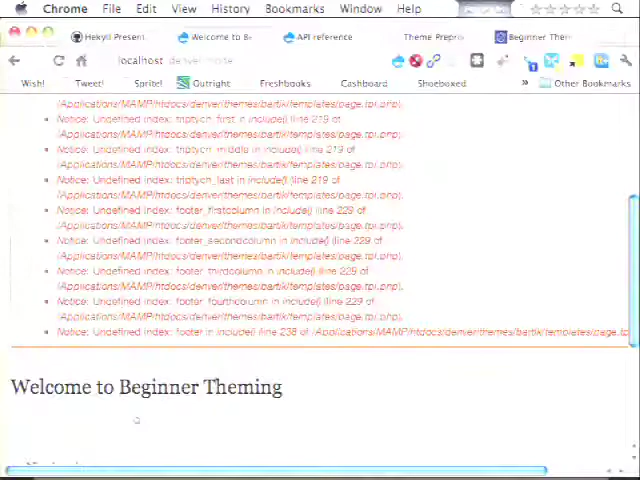 Chrome File Edit View History Bookmarks Window Help
Hekyll Present Welcome to Be API reference Theme Prepro Beginner Them
localhost
Wish! Tweet! Sprite! Outright Freshbooks Cashboard Shoeboxed » Other Bookmarks
/Applications/MAMP/htdocs/denver/themes/bartik/templates/page.tpl.php).
Notice: Undefined index: triptych_first in include() (line 219 of
/Applications/MAMP/htdocs/denver/themes/bartik/templates/page.tpl.php).
Notice: Undefined index: triptych_middle in include() (line 219 of
/Applications/MAMP/htdocs/denver/themes/bartik/templates/page.tpl.php).
Notice: Undefined index: triptych_last in include() (line 219 of
/Applications/MAMP/htdocs/denver/themes/bartik/templates/page.tpl.php).
Notice: Undefined index: footer_firstcolumn in include() (line 229 of
/Applications/MAMP/htdocs/denver/themes/bartik/templates/page.tpl.php).
Notice: Undefined index: footer_secondcolumn in include() (line 229 of
/Applications/MAMP/htdocs/denver/themes/bartik/templates/page.tpl.php).
Notice: Undefined index: footer_thirdcolumn in include() (line 229 of
/Applications/MAMP/htdocs/denver/themes/bartik/templates/page.tpl.php).
Notice: Undefined index: footer_fourthcolumn in include() (line 229 of
/Applications/MAMP/htdocs/denver/themes/bartik/templates/page.tpl.php).
Notice: Undefined index: footer in include() (line 238 of /Applications/MAMP/htdocs/denver/themes/bartik/templates/page.tp
Welcome to Beginner Theming